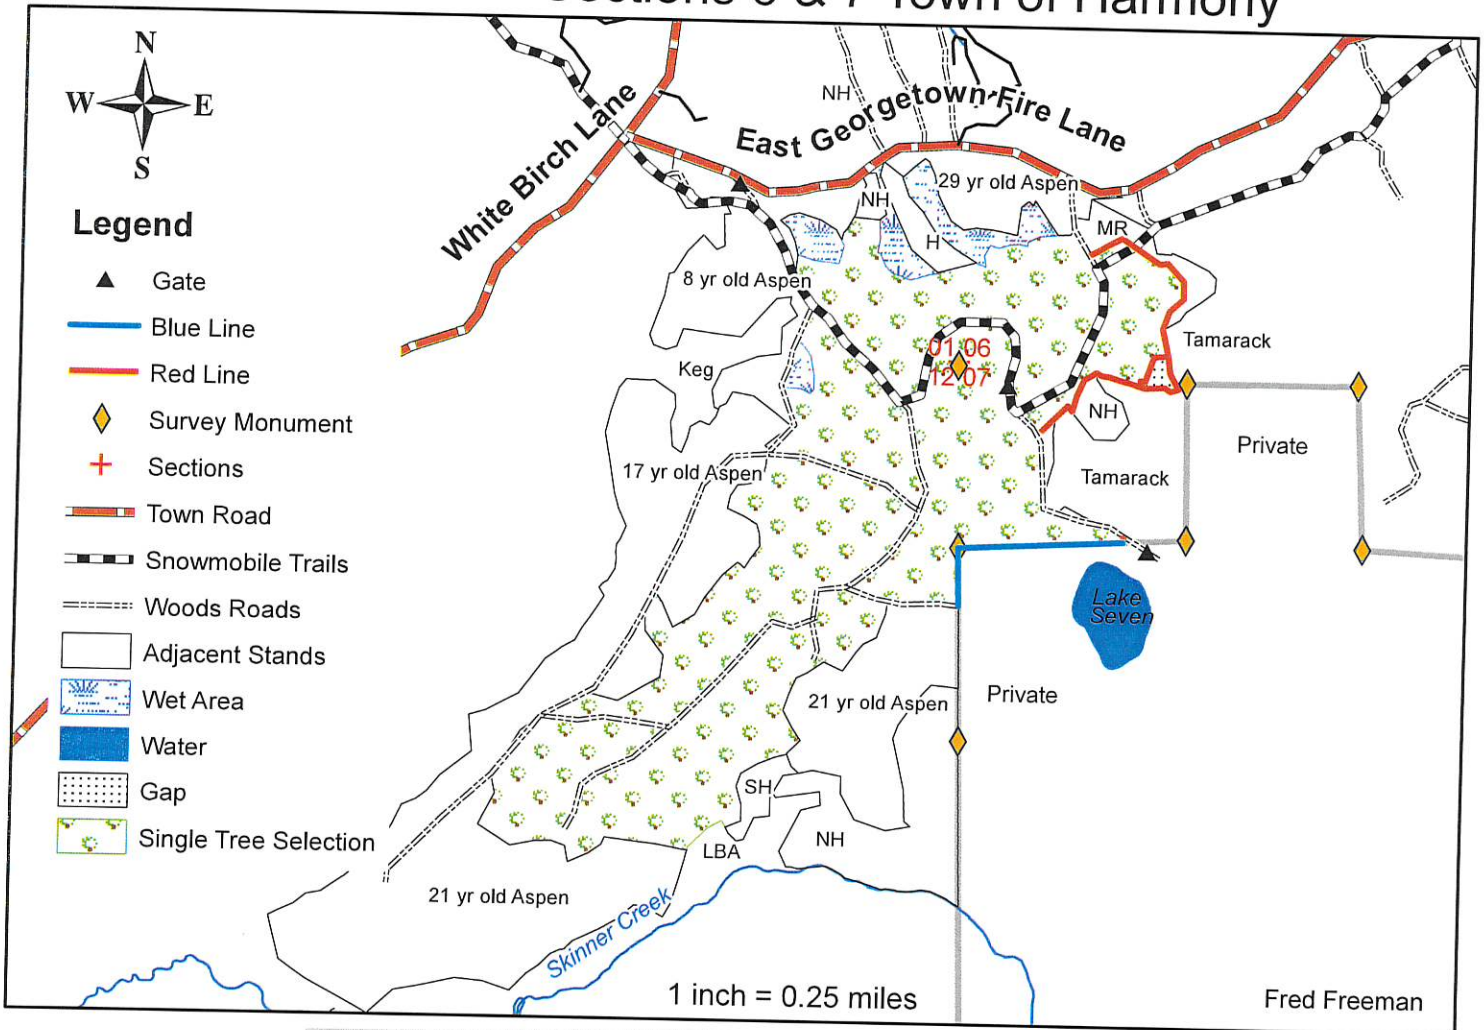 Sections 6 & 7 Town of Harmony
N
W E
S
White Birch Lane
East Georgetown Fire Lane
NH
29 yr old Aspen
NH
H
MR
8 yr old Aspen
Keg
01 06
12 07
Tamarack
NH
Private
17 yr old Aspen
Tamarack
Lake
Seven
21 yr old Aspen
Private
SH
LBA
NH
21 yr old Aspen
Skinner Creek
Legend
Gate
Blue Line
Red Line
Survey Monument
Sections
Town Road
Snowmobile Trails
Woods Roads
Adjacent Stands
Wet Area
Water
Gap
Single Tree Selection
1 inch = 0.25 miles
Fred Freeman